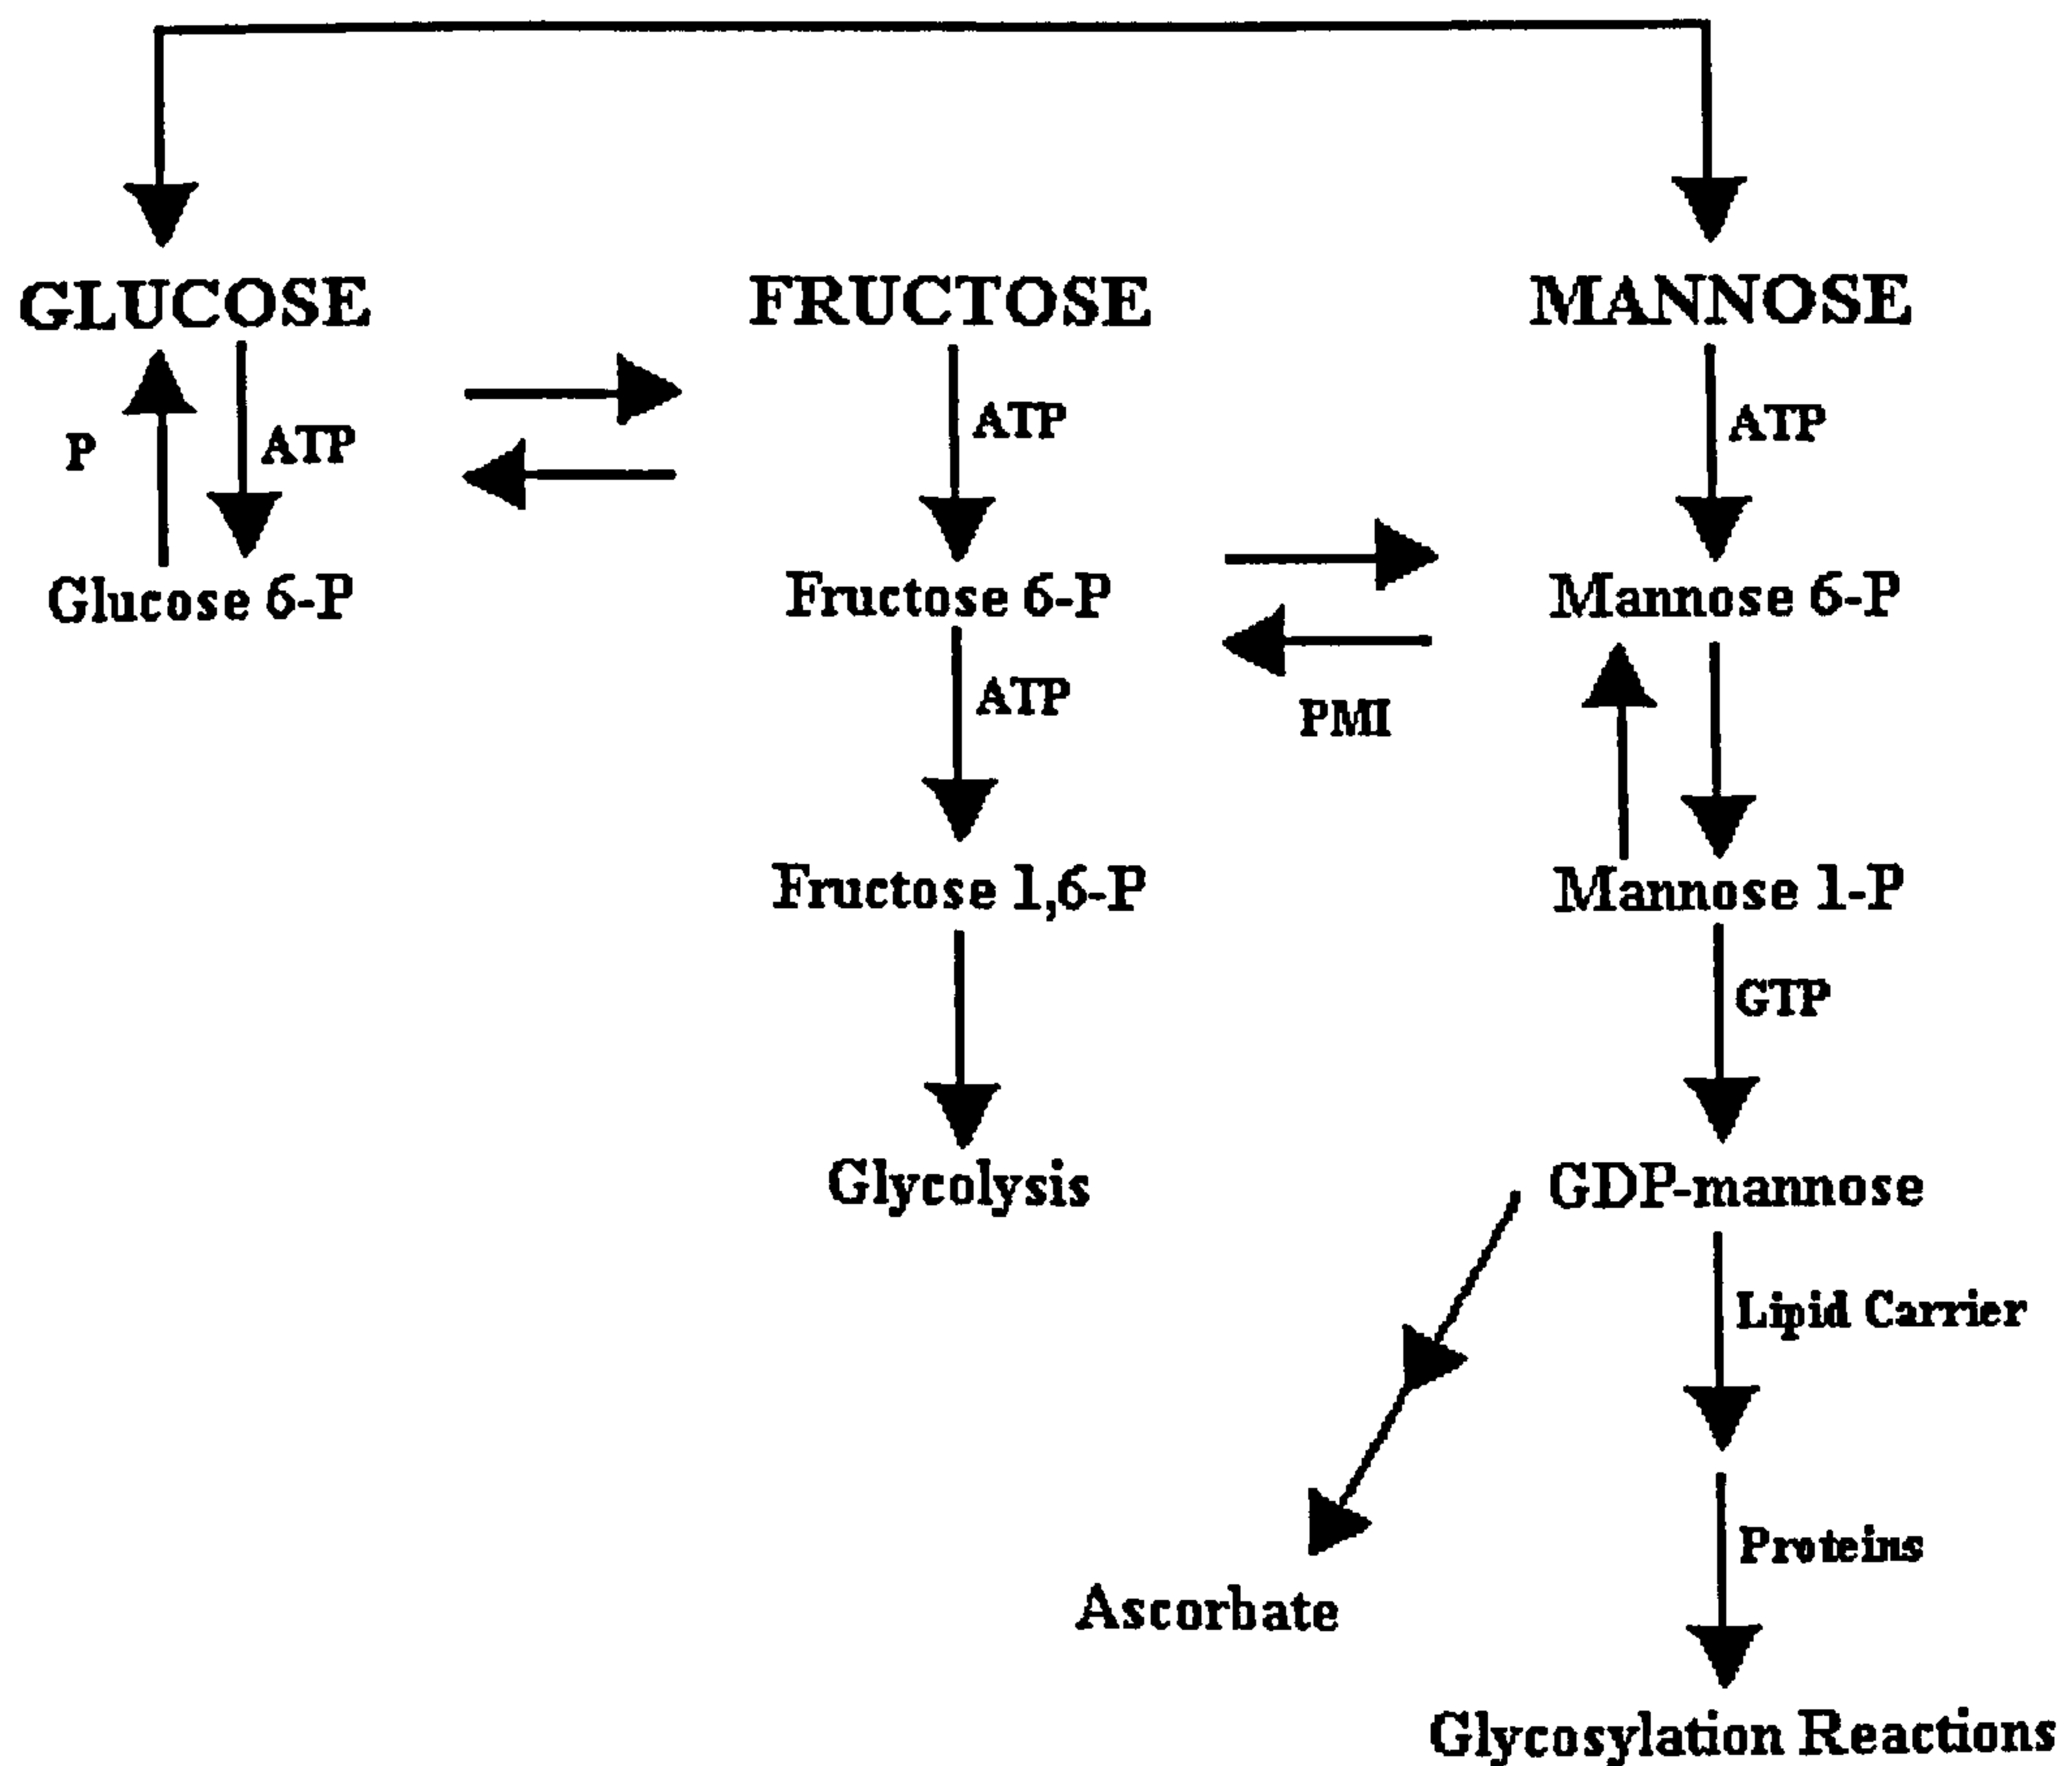 GLUCOSE
FRUCTOSE
MANNOSE
P
ATP
ATP
ATP
Glucose 6-P
Fructose 6-P
Mannose 6-P
ATP
PMI
Fructose 1,6-P
Mannose 1-P
GTP
Glycolysis
GDP-mannose
Lipid Carrier
Proteins
Ascorbate
Glycosylation Reactions